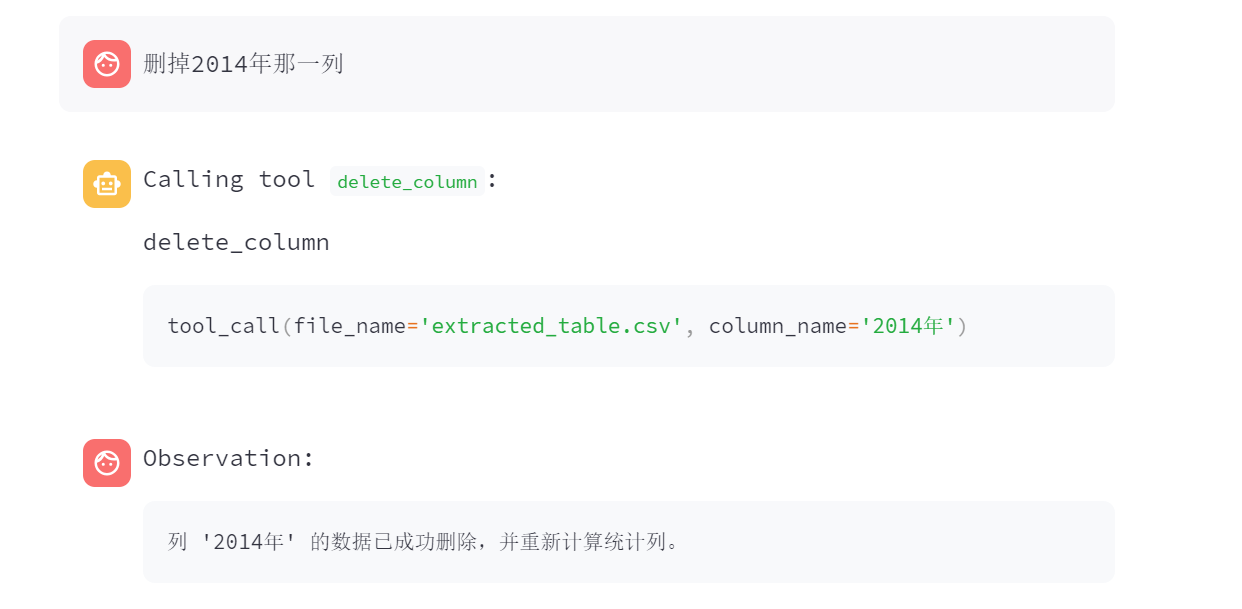 删掉2014年那一列
Calling tool delete_column:
delete_column
tool_call(file_name='extracted_table.csv', column_name='2014年')
Observation:
列 '2014年' 的数据已成功删除，并重新计算统计列。